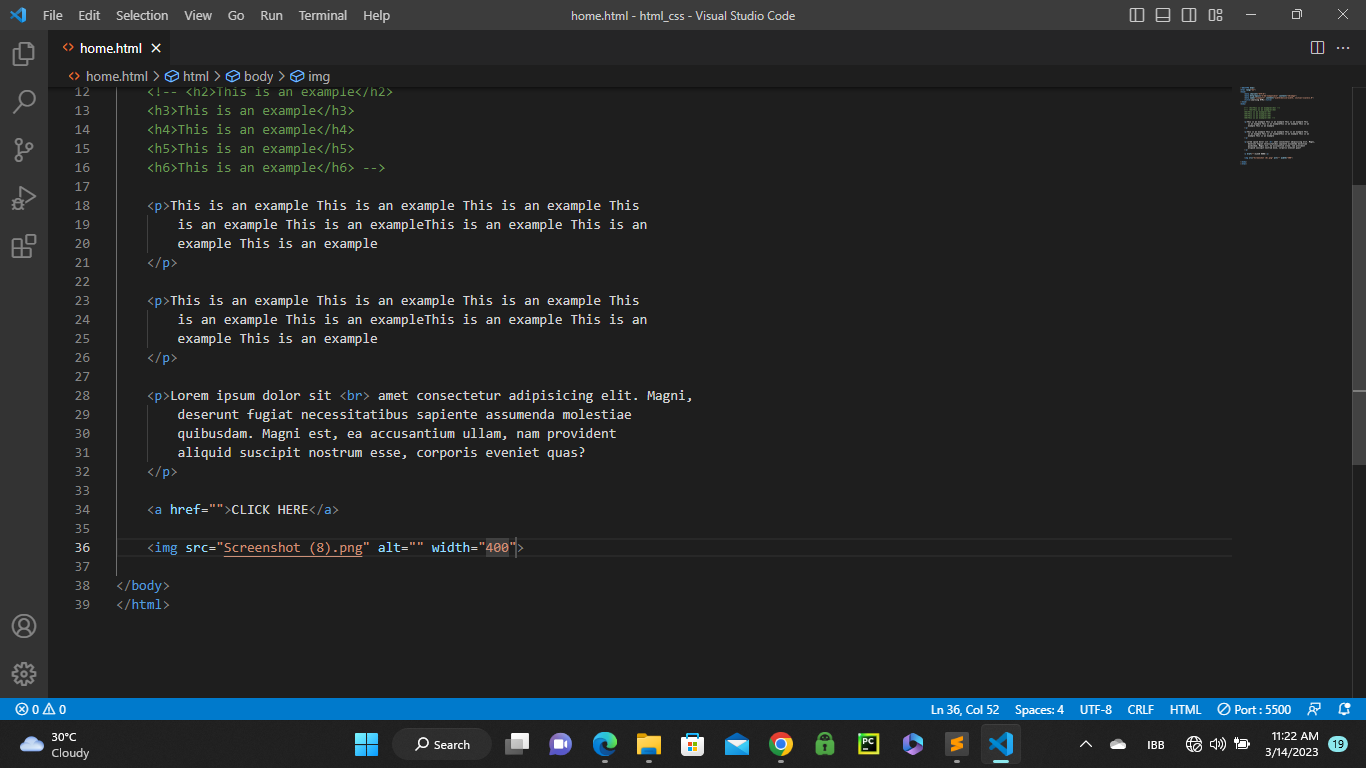 File Edit Selection View Go Run Terminal Help home.html - html_css - Visual Studio Code
home.html
home.html > html > body > img
12 <!-- <h2>This is an example</h2>
13 <h3>This is an example</h3>
14 <h4>This is an example</h4>
15 <h5>This is an example</h5>
16 <h6>This is an example</h6> -->
17
18 <p>This is an example This is an example This is an example This
19 is an example This is an exampleThis is an example This is an
20 example This is an example
21 </p>
22
23 <p>This is an example This is an example This is an example This
24 is an example This is an exampleThis is an example This is an
25 example This is an example
26 </p>
27
28 <p>Lorem ipsum dolor sit <br> amet consectetur adipisicing elit. Magni,
29 deserunt fugiat necessitatibus sapiente assumenda molestiae
30 quibusdam. Magni est, ea accusantium ullam, nam provident
31 aliquid suscipit nostrum esse, corporis eveniet quas?
32 </p>
33
34 <a href="">CLICK HERE</a>
35
36 <img src="Screenshot (8).png" alt="" width="400">
37
38 </body>
39 </html>
0 0 Ln 36, Col 52 Spaces: 4 UTF-8 CRLF HTML Port : 5500
30°C
Cloudy
Search
PC
IBB
11:22 AM
3/14/2023
19